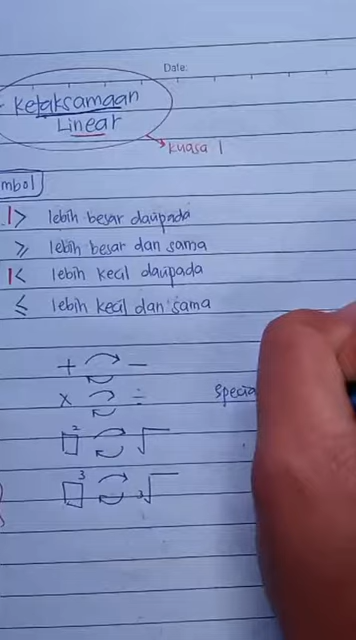 Date:
Ketaksamaan
Linear
kuasa 1
mbol
> lebih besar daripada
≥ lebih besar dan sama
< lebih kecil daripada
≤ lebih kecil dan sama
+ −
× ÷
□² √
□³ ³√
specia